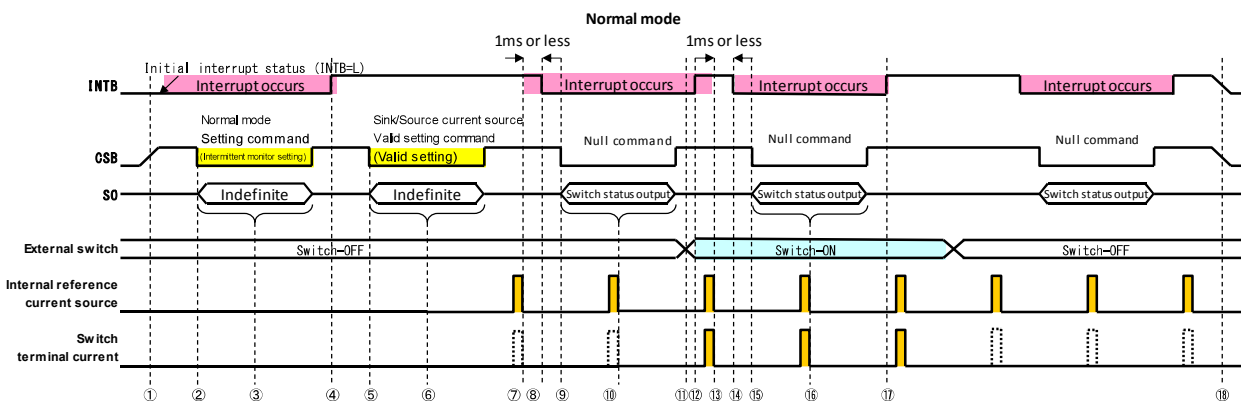 Normal mode
1ms or less
1ms or less
Initial interrupt status (INTB=L)
INTB
Interrupt occurs
Interrupt occurs
Interrupt occurs
Interrupt occurs
Normal mode
Setting command
(Intermittent monitor setting)
Sink/Source current source
Valid setting command
(Valid setting)
Null command
Null command
Null command
CSB
SO
Indefinite
Indefinite
Switch status output
Switch status output
Switch status output
External switch
Switch-OFF
Switch-ON
Switch-OFF
Internal reference
current source
Switch
terminal current
① ② ③ ④ ⑤ ⑥ ⑦ ⑧ ⑨ ⑩ ⑪ ⑫ ⑬ ⑭ ⑮ ⑯ ⑰ ⑱